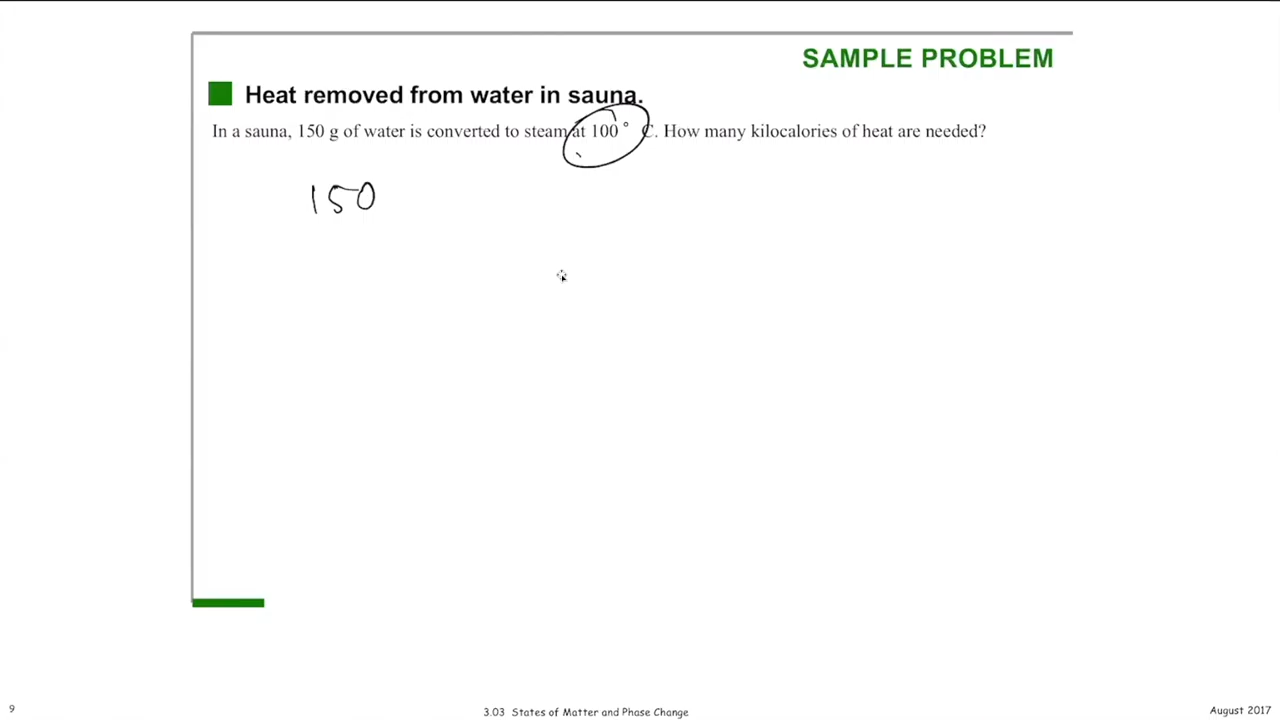 SAMPLE PROBLEM
Heat removed from water in sauna.
In a sauna, 150 g of water is converted to steam at 100° C. How many kilocalories of heat are needed?
150
9
3.03 States of Matter and Phase Change
August 2017